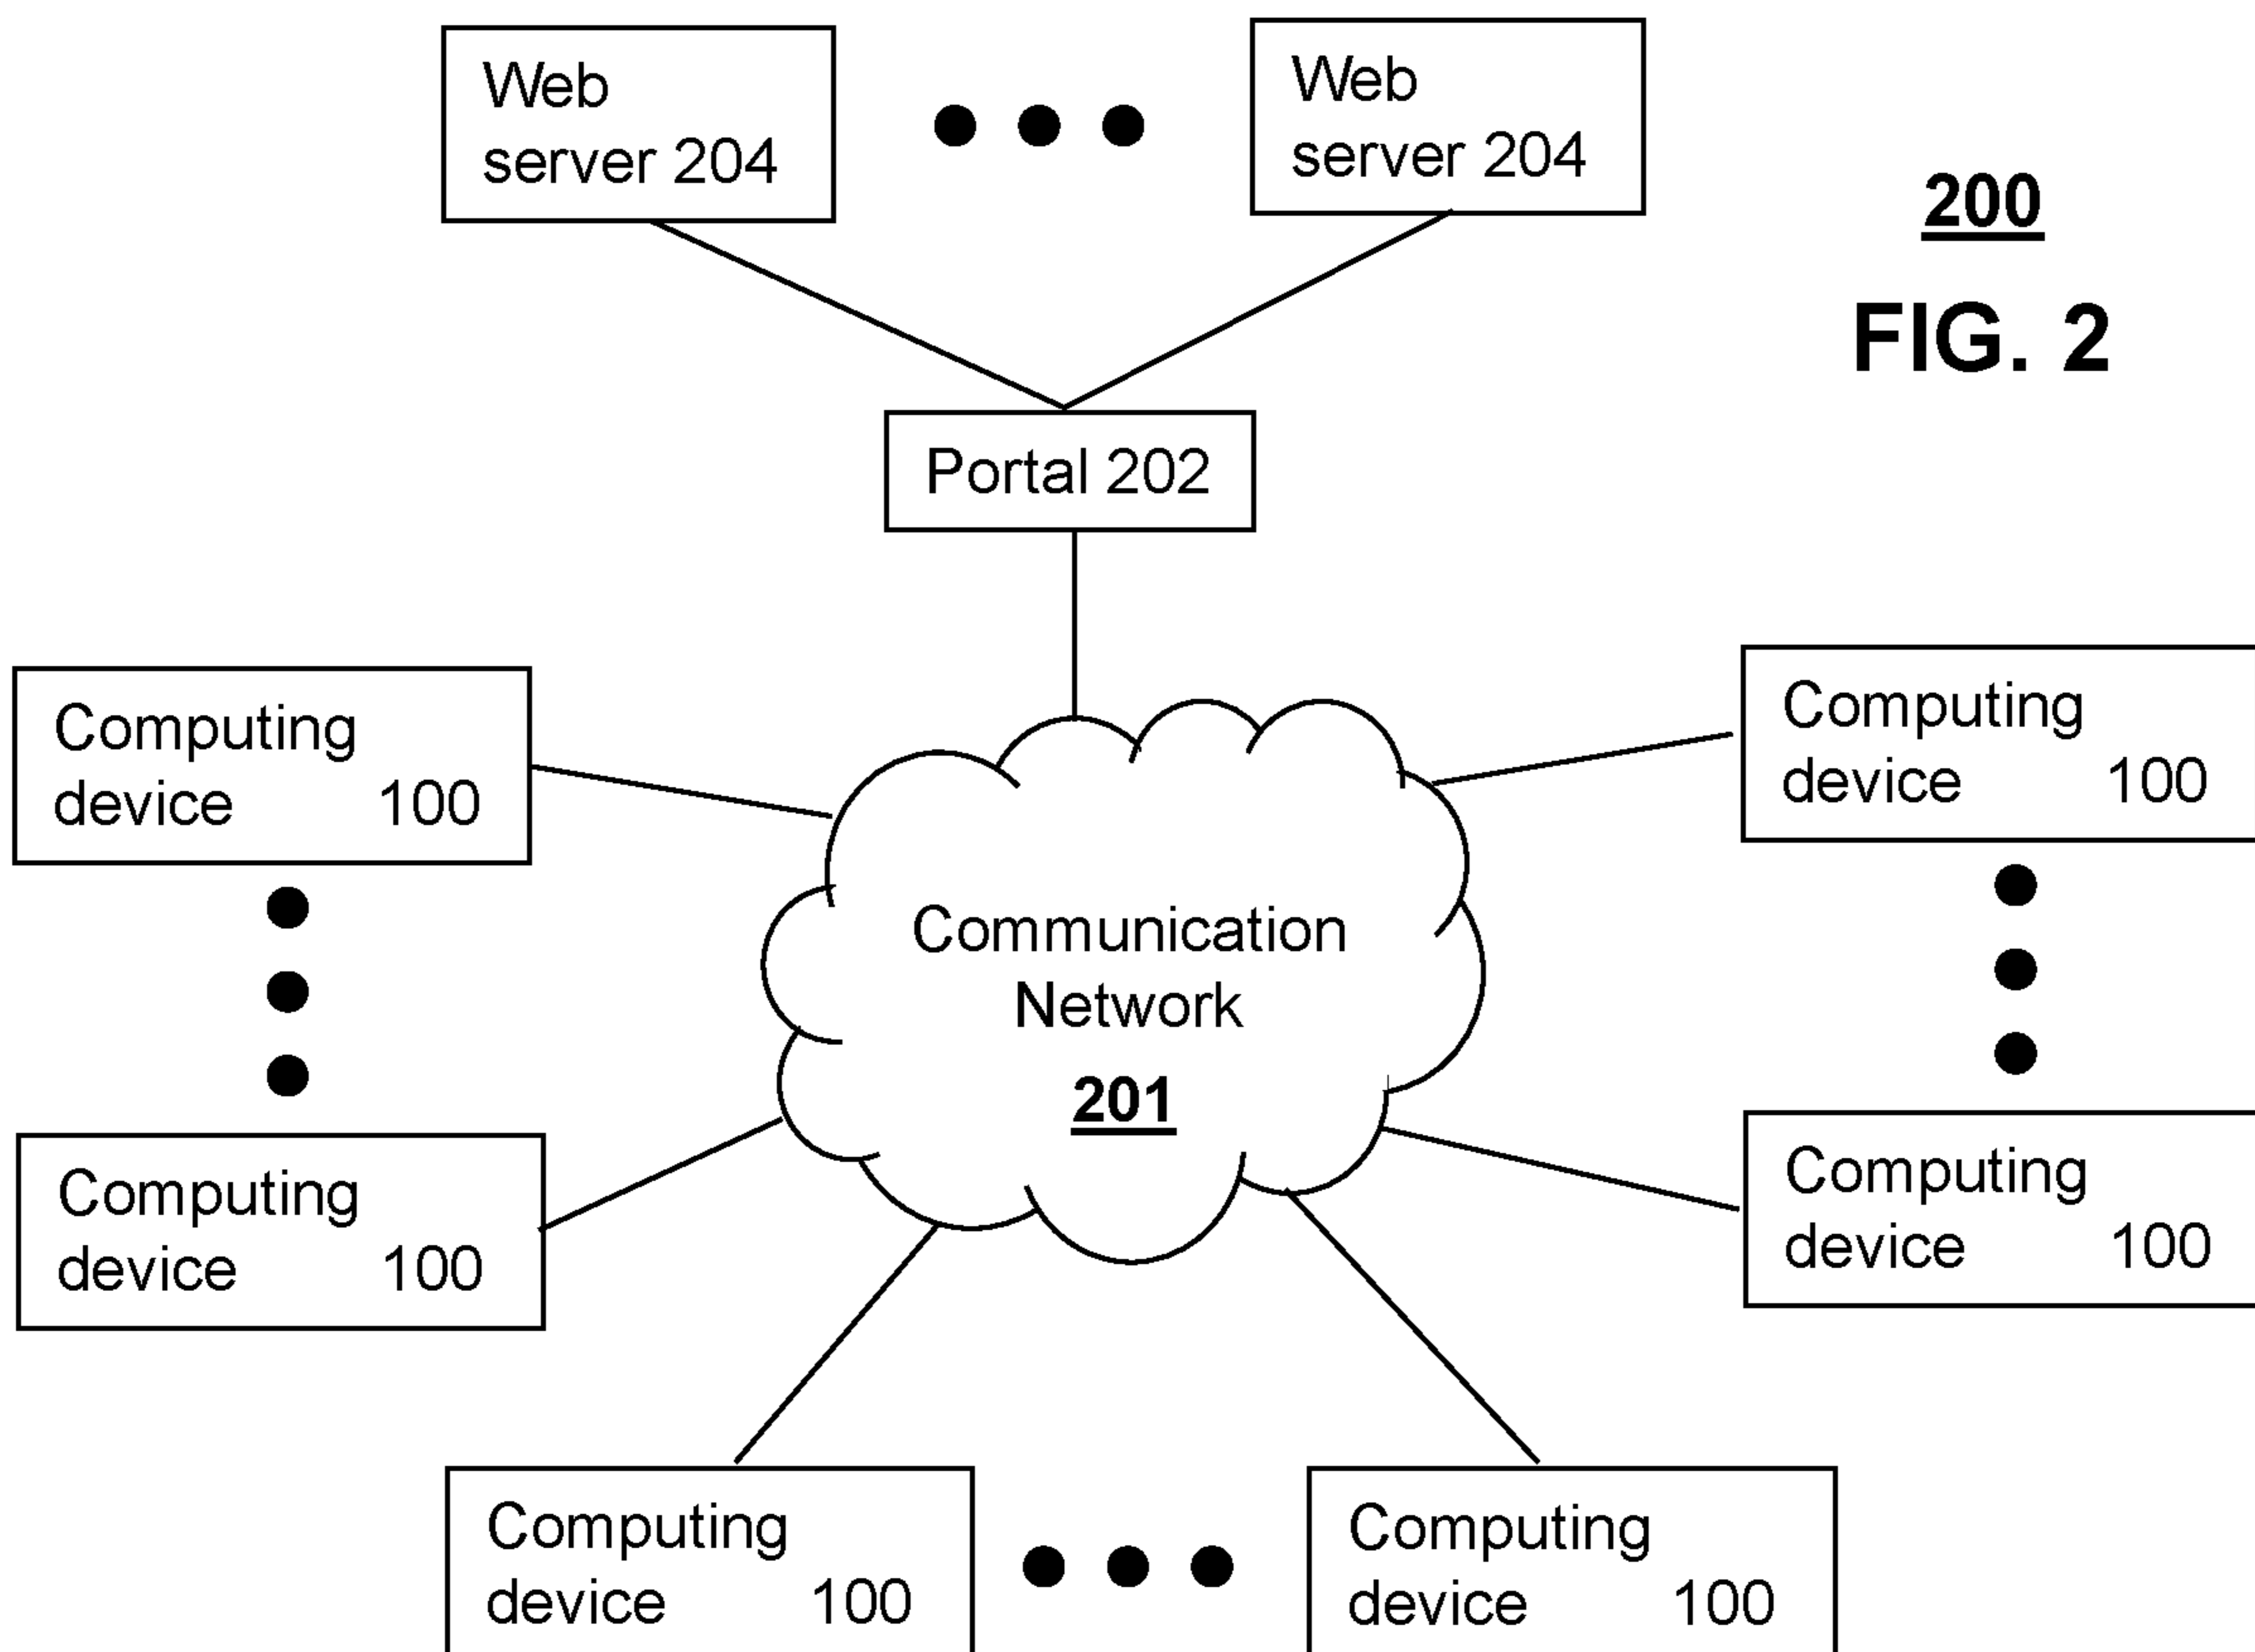 Web
server 204
Web
server 204
200
FIG. 2
Portal 202
Computing
device 100
Computing
device 100
Communication
Network
201
Computing
device 100
Computing
device 100
Computing
device 100
Computing
device 100